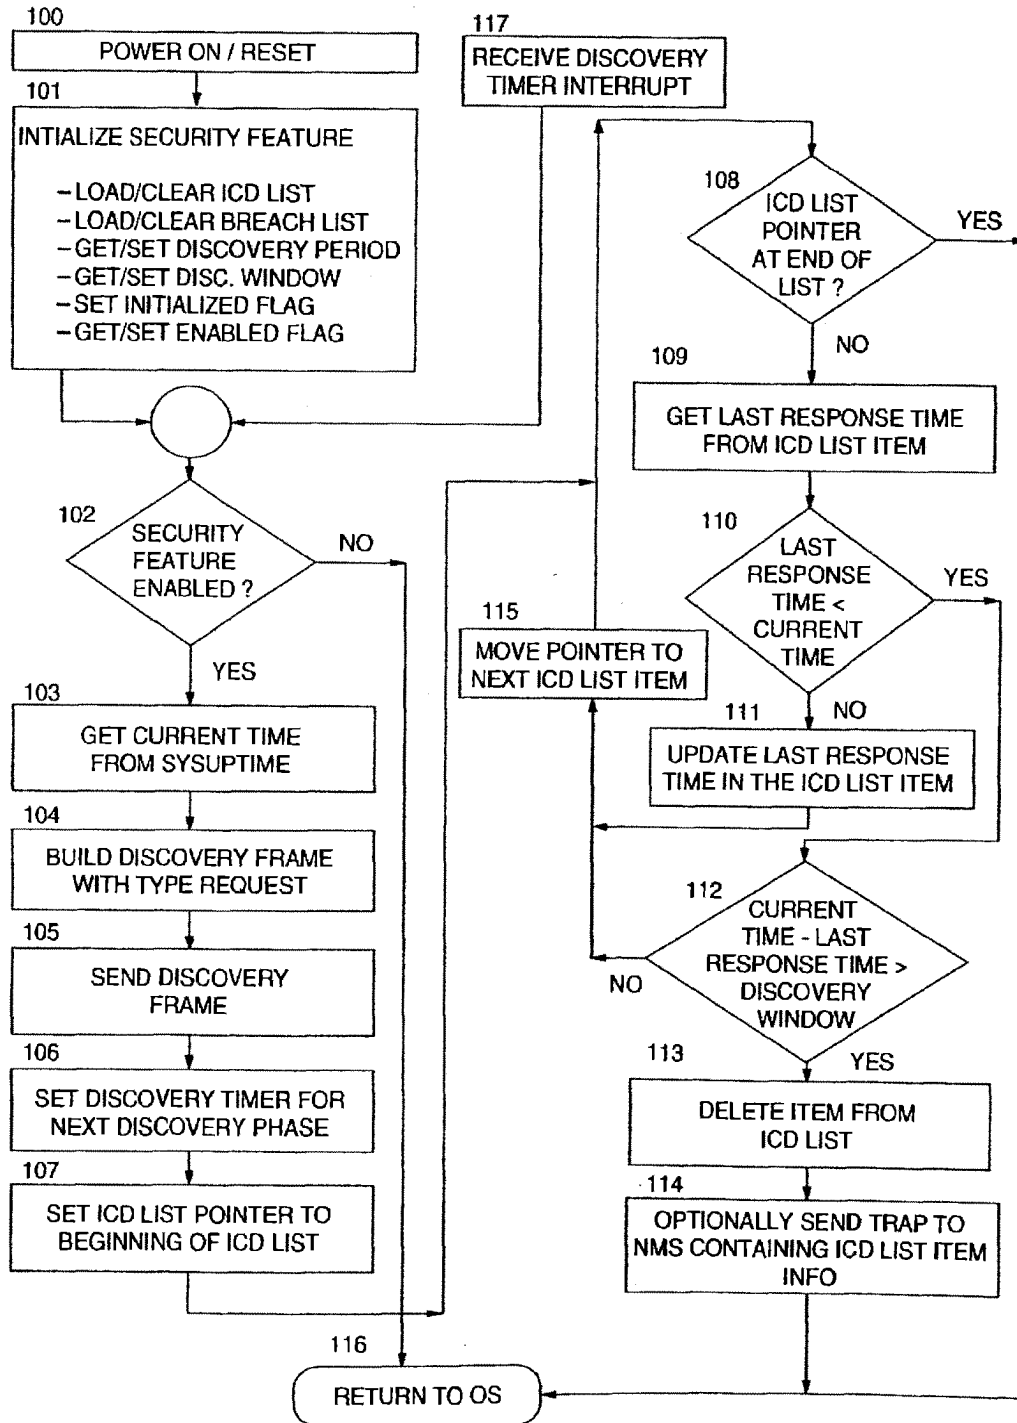 100
POWER ON / RESET
101
INTIALIZE SECURITY FEATURE
– LOAD/CLEAR ICD LIST
– LOAD/CLEAR BREACH LIST
– GET/SET DISCOVERY PERIOD
– GET/SET DISC. WINDOW
– SET INITIALIZED FLAG
– GET/SET ENABLED FLAG
102
SECURITY
FEATURE
ENABLED ?
NO
YES
103
GET CURRENT TIME
FROM SYSUPTIME
104
BUILD DISCOVERY FRAME
WITH TYPE REQUEST
105
SEND DISCOVERY
FRAME
106
SET DISCOVERY TIMER FOR
NEXT DISCOVERY PHASE
107
SET ICD LIST POINTER TO
BEGINNING OF ICD LIST
117
RECEIVE DISCOVERY
TIMER INTERRUPT
108
ICD LIST
POINTER
AT END OF
LIST ?
YES
NO
109
GET LAST RESPONSE TIME
FROM ICD LIST ITEM
110
LAST
RESPONSE
TIME <
CURRENT
TIME
YES
NO
111
UPDATE LAST RESPONSE
TIME IN THE ICD LIST ITEM
115
MOVE POINTER TO
NEXT ICD LIST ITEM
112
CURRENT
TIME - LAST
RESPONSE TIME >
DISCOVERY
WINDOW
NO
YES
113
DELETE ITEM FROM
ICD LIST
114
OPTIONALLY SEND TRAP TO
NMS CONTAINING ICD LIST ITEM
INFO
116
RETURN TO OS